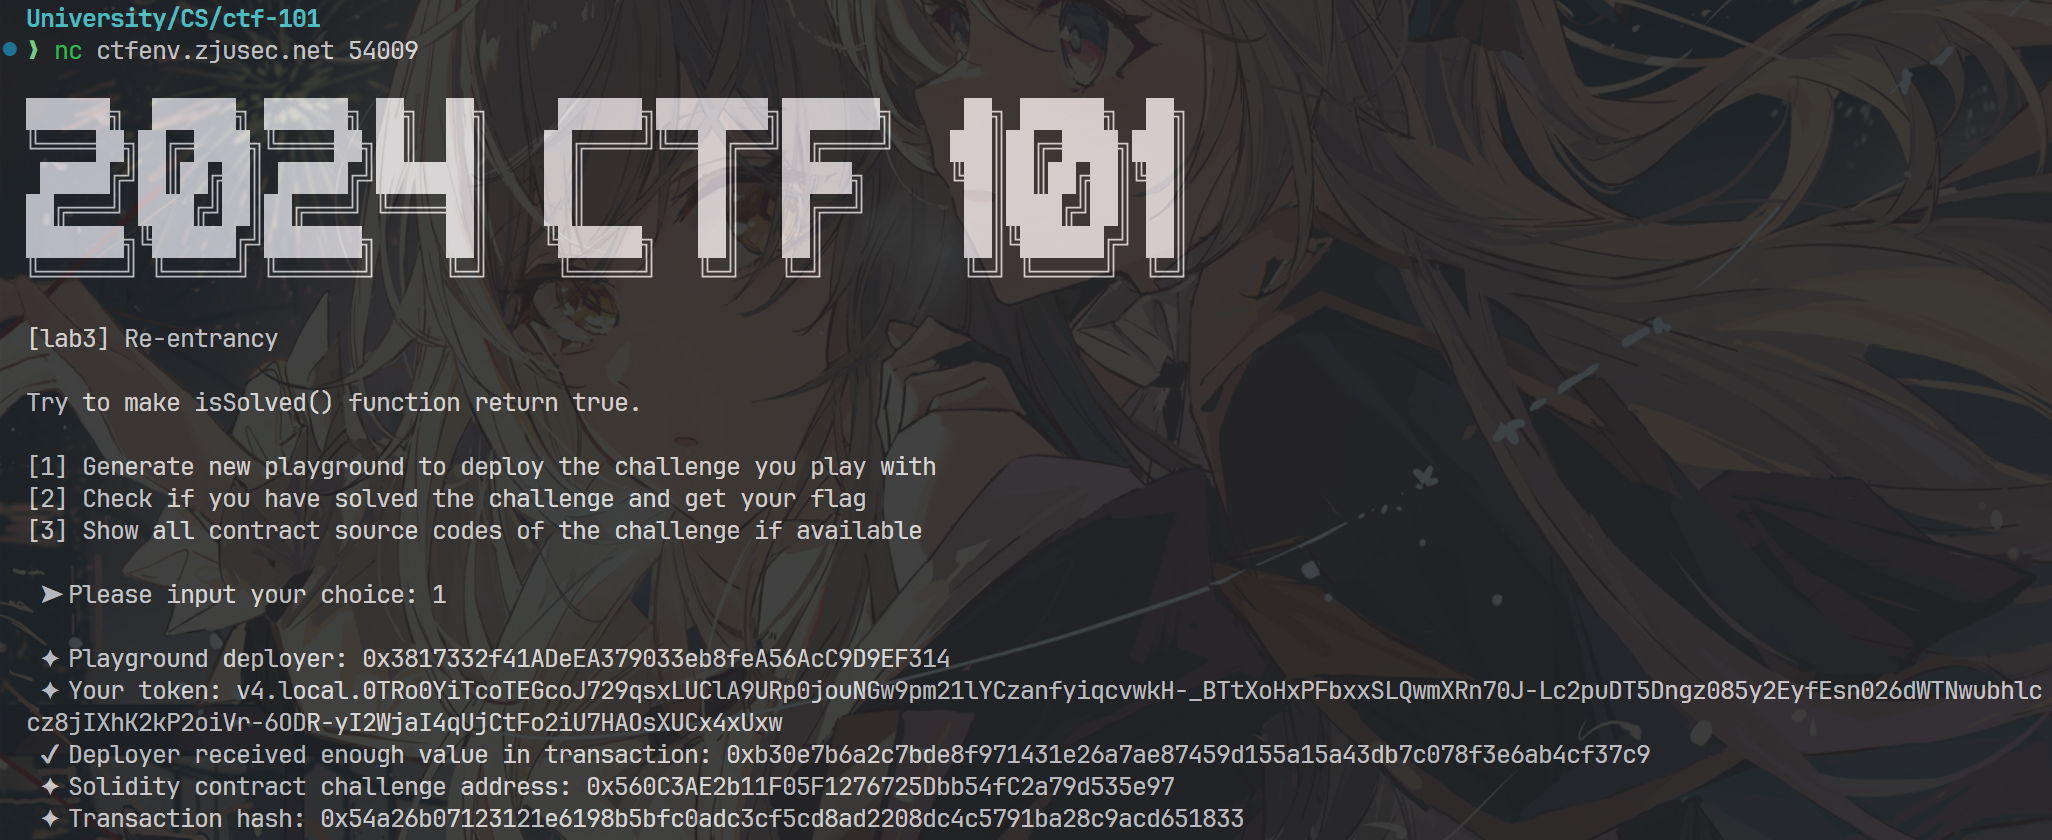 University/CS/ctf-101
❯ nc ctfenv.zjusec.net 54009
2024 CTF 101
[lab3] Re-entrancy
Try to make isSolved() function return true.
[1] Generate new playground to deploy the challenge you play with
[2] Check if you have solved the challenge and get your flag
[3] Show all contract source codes of the challenge if available
➤ Please input your choice: 1
✦ Playground deployer: 0x3817332f41ADeEA379033eb8feA56AcC9D9EF314
✦ Your token: v4.local.0TRo0YiTcoTEGcoJ729qsxLUClA9URp0jouNGw9pm21lYCzanfyiqcvwkH-_BTtXoHxPFbxxSLQwmXRn70J-Lc2puDT5Dngz085y2EyfEsn026dWTNwubhlc
cz8jIXhK2kP2oiVr-6ODR-yI2WjaI4qUjCtFo2iU7HAOsXUCx4xUxw
✓ Deployer received enough value in transaction: 0xb30e7b6a2c7bde8f971431e26a7ae87459d155a15a43db7c078f3e6ab4cf37c9
✦ Solidity contract challenge address: 0x560C3AE2b11F05F1276725Dbb54fC2a79d535e97
✦ Transaction hash: 0x54a26b07123121e6198b5bfc0adc3cf5cd8ad2208dc4c5791ba28c9acd651833